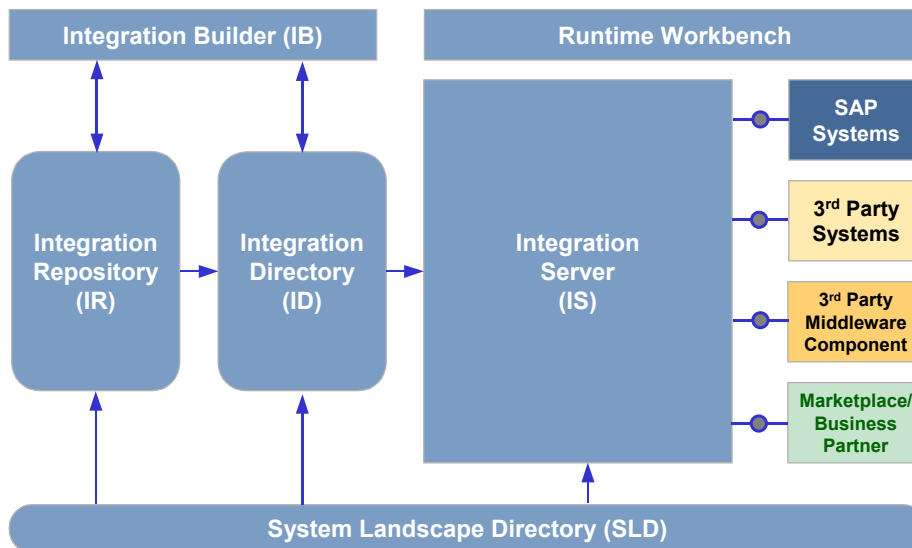 Integration Builder (IB)
Runtime Workbench
Integration
Repository
(IR)
Integration
Directory
(ID)
Integration
Server
(IS)
SAP
Systems
3rd Party
Systems
3rd Party
Middleware
Component
Marketplace/
Business
Partner
System Landscape Directory (SLD)